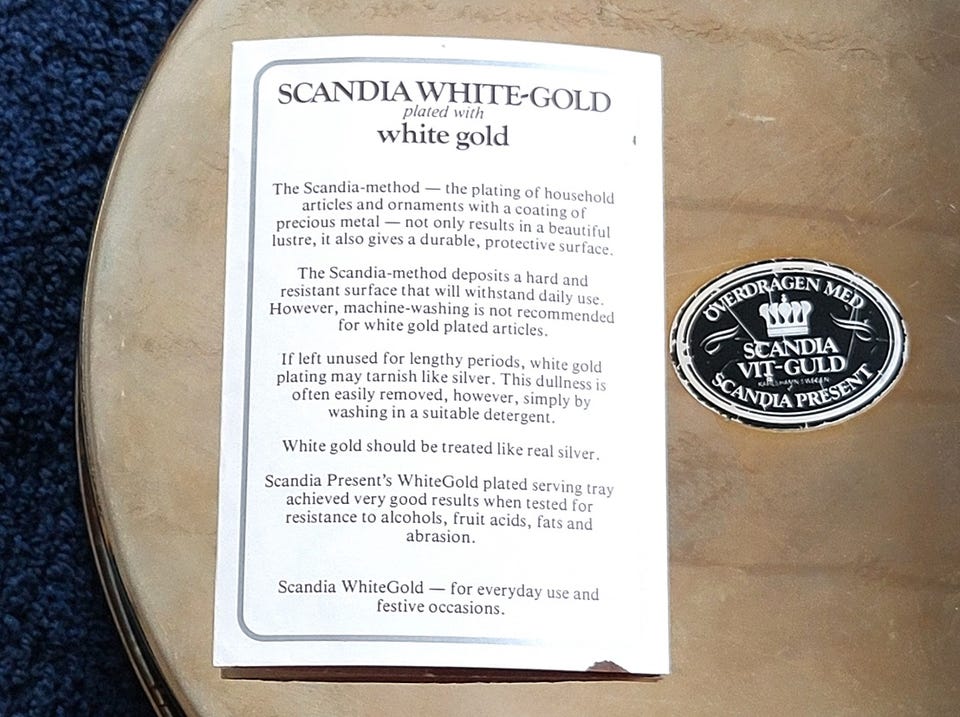 SCANDIA WHITE-GOLD
plated with
white gold
The Scandia-method — the plating of household
articles and ornaments with a coating of
precious metal — not only results in a beautiful
lustre, it also gives a durable, protective surface.
The Scandia-method deposits a hard and
resistant surface that will withstand daily use.
However, machine-washing is not recommended
for white gold plated articles.
If left unused for lengthy periods, white gold
plating may tarnish like silver. This dullness is
often easily removed, however, simply by
washing in a suitable detergent.
White gold should be treated like real silver.
Scandia Present's WhiteGold plated serving tray
achieved very good results when tested for
resistance to alcohols, fruit acids, fats and
abrasion.
Scandia WhiteGold — for everyday use and
festive occasions.
ÖVERDRAGEN MED
SCANDIA
VIT-GULD
KARLSHAMN SWEDEN
SCANDIA PRESENT